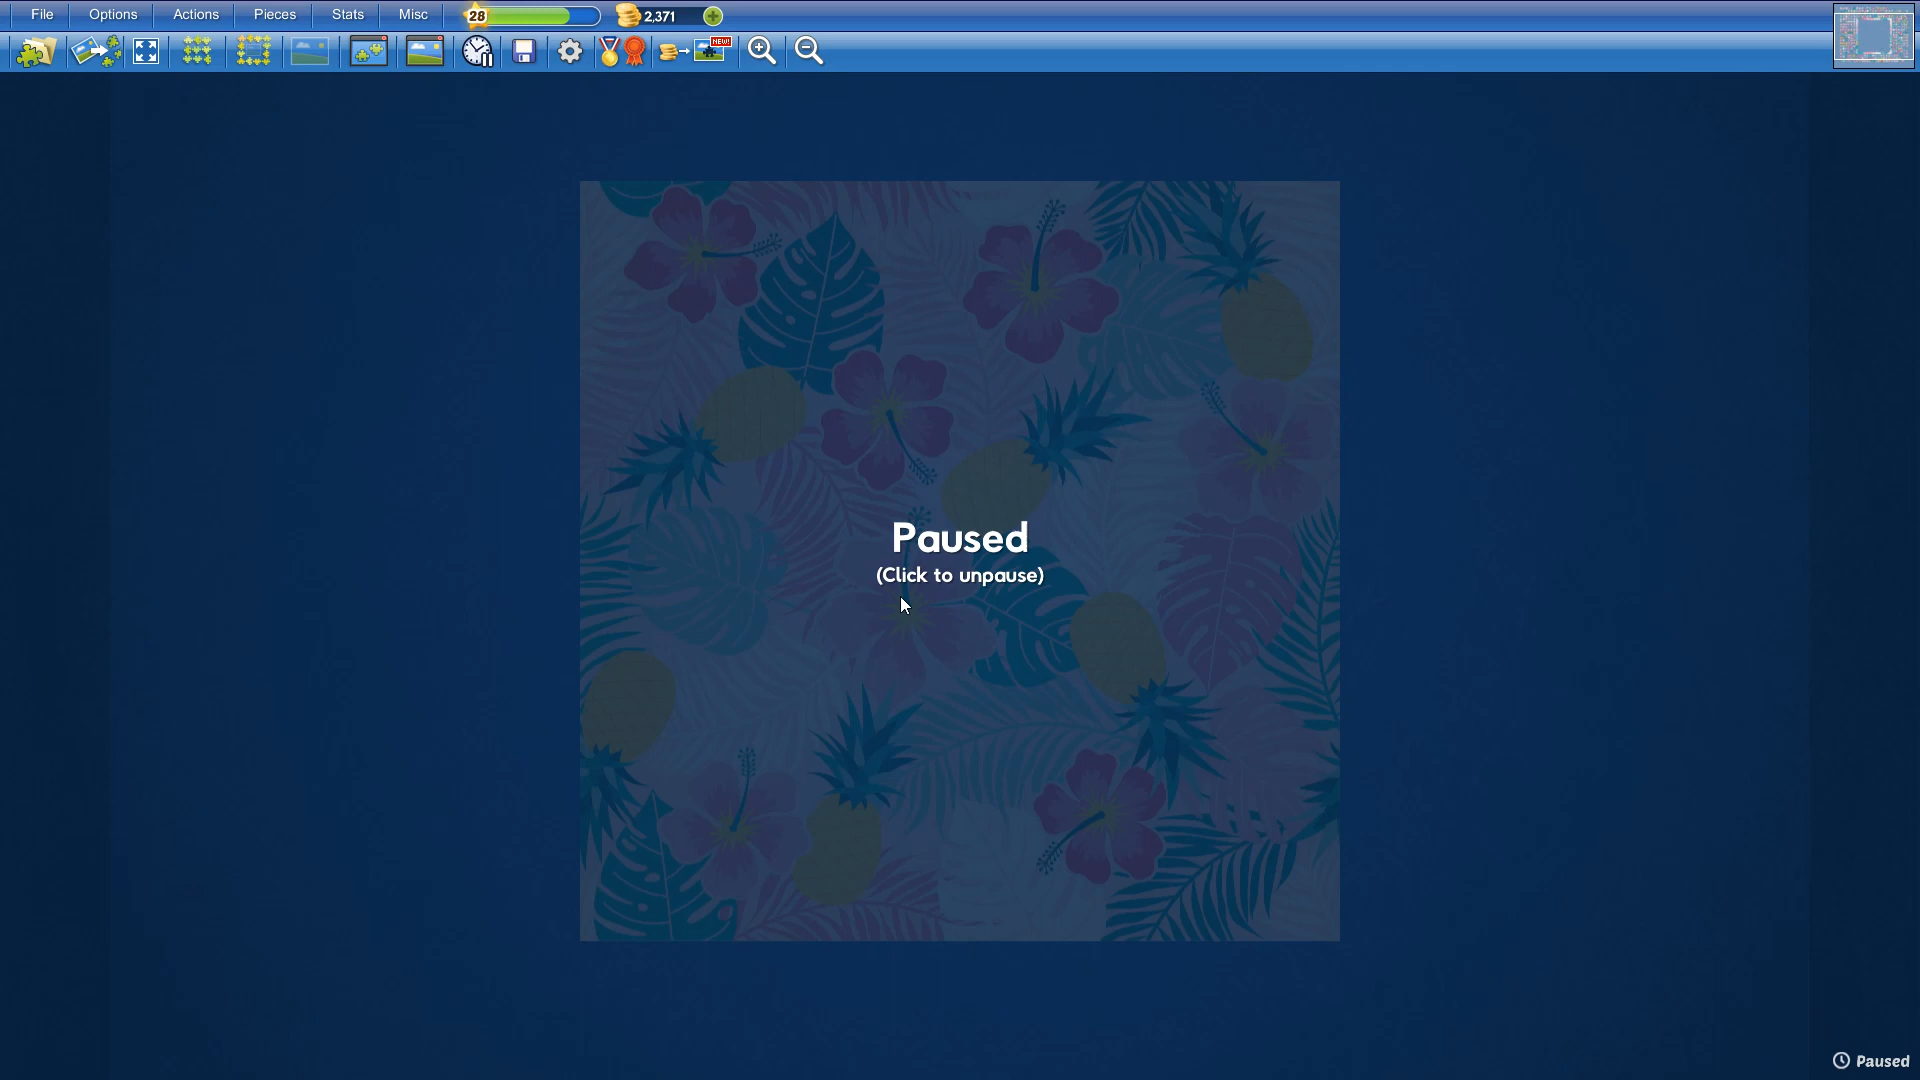 File Options Actions Pieces Stats Misc 28 2,371
NEW!
Paused
(Click to unpause)
Paused